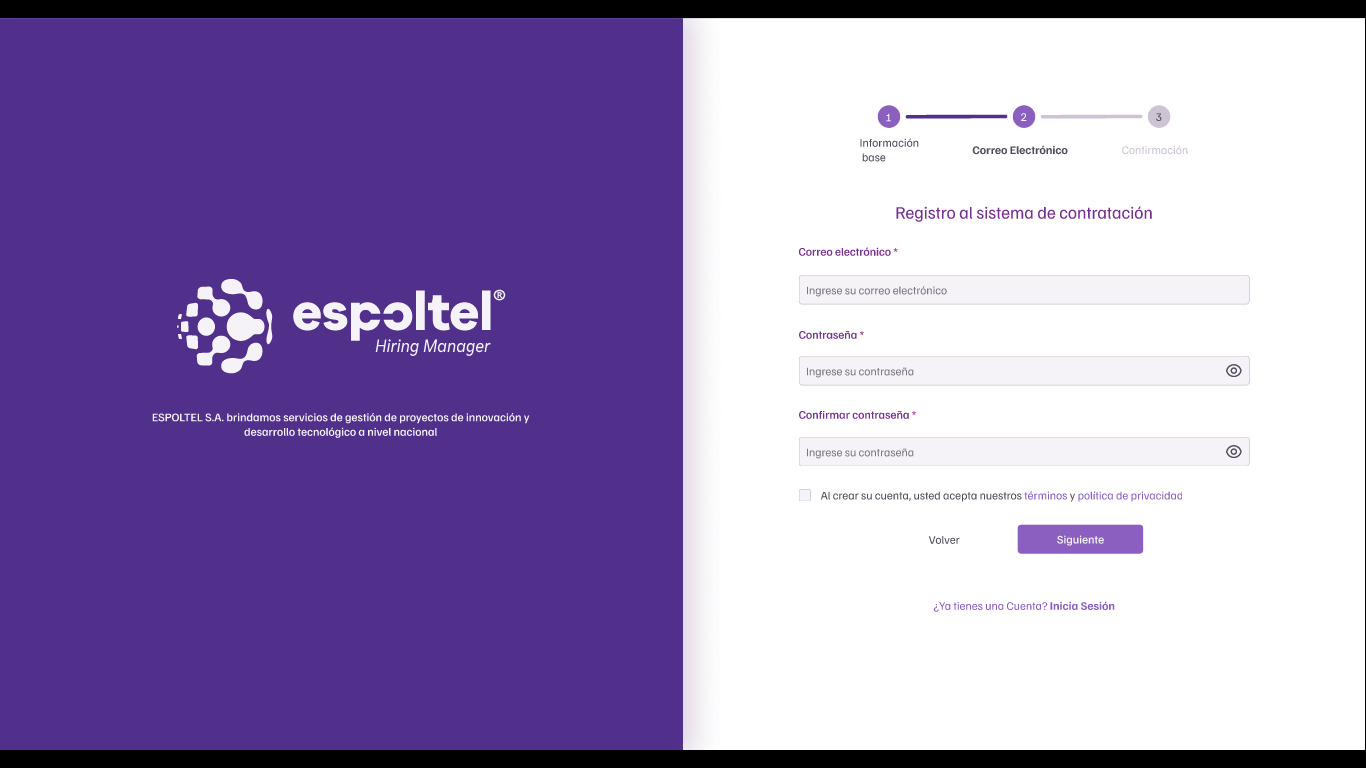 espoltel®
Hiring Manager
ESPOLTEL S.A. brindamos servicios de gestión de proyectos de innovación y
desarrollo tecnológico a nivel nacional
1
2
3
Información
base
Correo Electrónico
Confirmación
Registro al sistema de contratación
Correo electrónico *
Ingrese su correo electrónico
Contraseña *
Ingrese su contraseña
Confirmar contraseña *
Ingrese su contraseña
Al crear su cuenta, usted acepta nuestros términos y política de privacidad
Volver
Siguiente
¿Ya tienes una Cuenta? Inicia Sesión